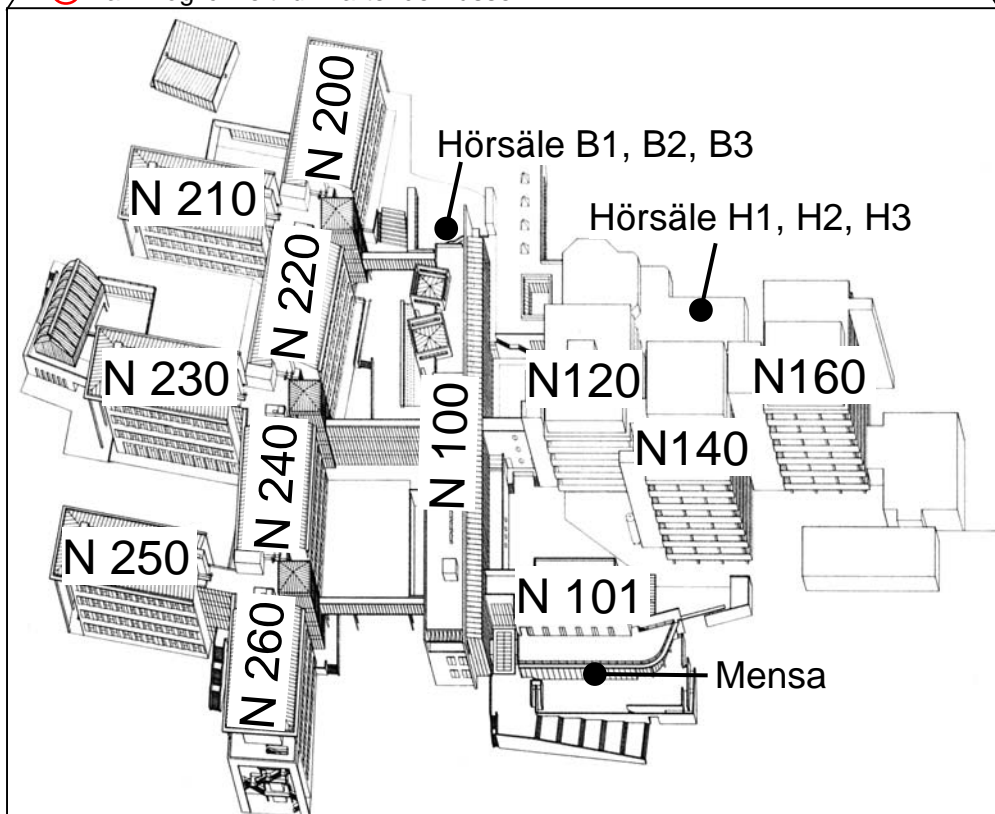 N 200
Hörsäle B1, B2, B3
N 210
Hörsäle H1, H2, H3
N 220
N 230
N120
N160
N 100
N140
N 240
N 250
N 101
N 260
Mensa